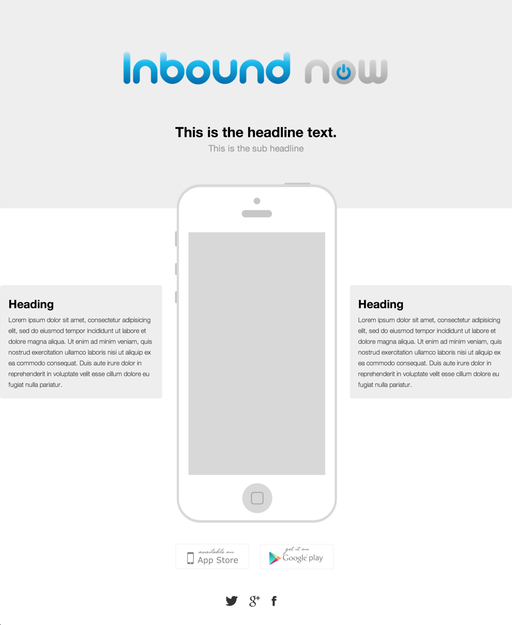 Inbound now
This is the headline text.
This is the sub headline
Heading
Lorem ipsum dolor sit amet, consectetur adipisicing
elit, sed do eiusmod tempor incididunt ut labore et
dolore magna aliqua. Ut enim ad minim veniam, quis
nostrud exercitation ullamco laboris nisi ut aliquip ex
ea commodo consequat. Duis aute irure dolor in
reprehenderit in voluptate velit esse cillum dolore eu
fugiat nulla pariatur.
Heading
Lorem ipsum dolor sit amet, consectetur adipisicing
elit, sed do eiusmod tempor incididunt ut labore et
dolore magna aliqua. Ut enim ad minim veniam, quis
nostrud exercitation ullamco laboris nisi ut aliquip ex
ea commodo consequat. Duis aute irure dolor in
reprehenderit in voluptate velit esse cillum dolore eu
fugiat nulla pariatur.
available on
App Store
get it on
Google play
g+
f